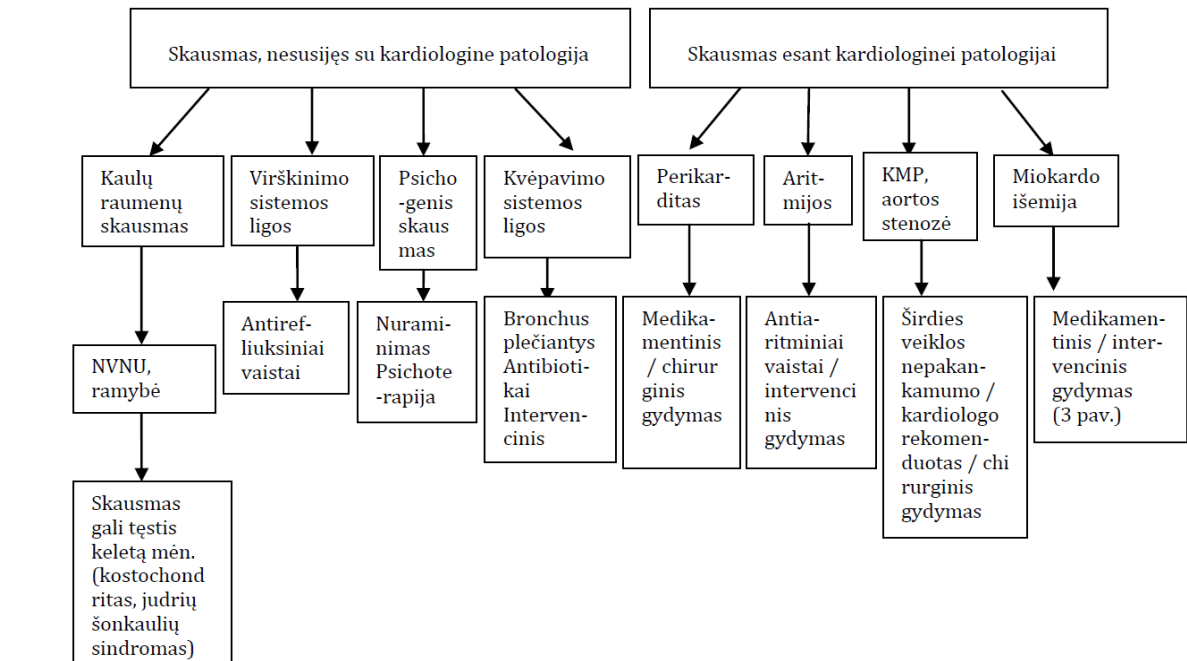 Skausmas, nesusijęs su kardiologine patologija
Skausmas esant kardiologinei patologijai
Kaulų
raumenų
skausmas
Virškinimo
sistemos
ligos
Psicho
-genis
skaus
mas
Kvėpavimo
sistemos
ligos
Perikar-
ditas
Arit-
mijos
KMP,
aortos
stenozė
Miokardo
išemija
NVNU,
ramybė
Antiref-
liuksiniai
vaistai
Nurami-
nimas
Psichote
-rapija
Bronchus
plečiantys
Antibioti-
kai
Interven-
cinis
Medika-
mentinis
/ chirur
ginis
gydymas
Anti-
aritminiai
vaistai /
intervenci
nis
gydymas
Širdies
veiklos
nepakan-
kamumo /
kardiologo
rekomen-
duotas / chi
rurginis
gydymas
Medikamen-
tinis / inter-
vencinis
gydymas
(3 pav.)
Skausmas
gali tęstis
keletą mėn.
(kostochond
ritas, judrių
šonkaulių
sindromas)